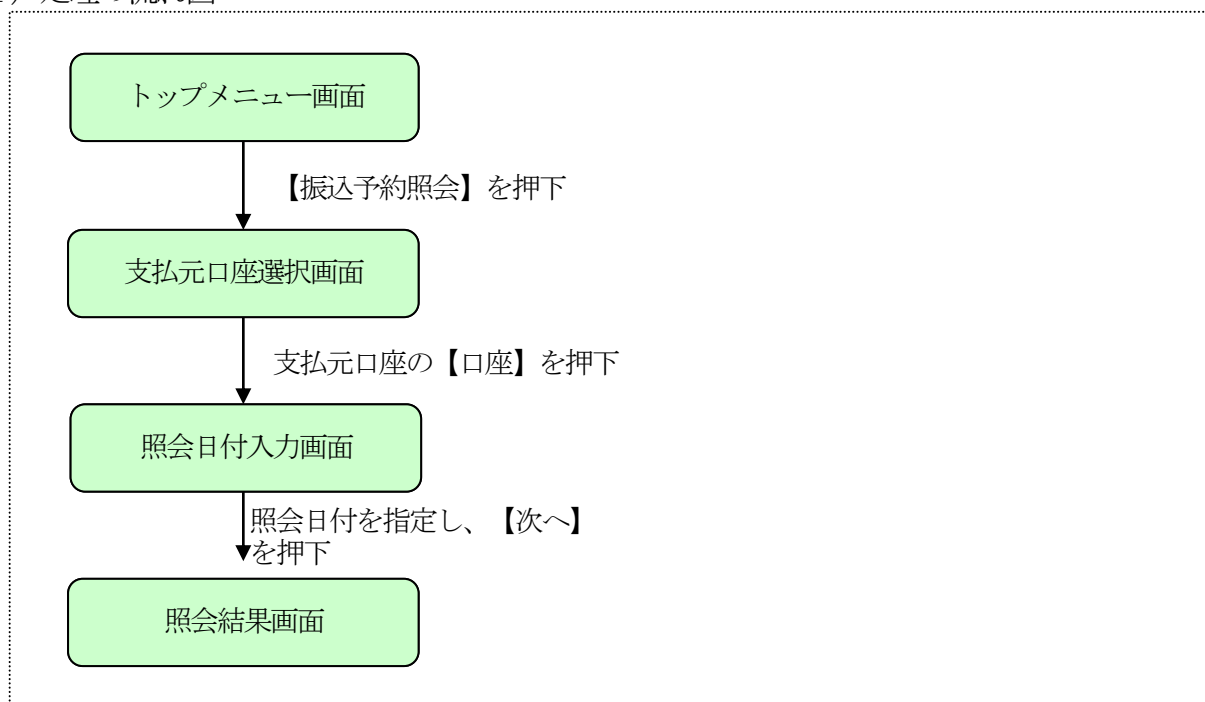 トップメニュー画面
【振込予約照会】を押下
支払元口座選択画面
支払元口座の【口座】を押下
照会日付入力画面
照会日付を指定し、【次へ】
を押下
照会結果画面